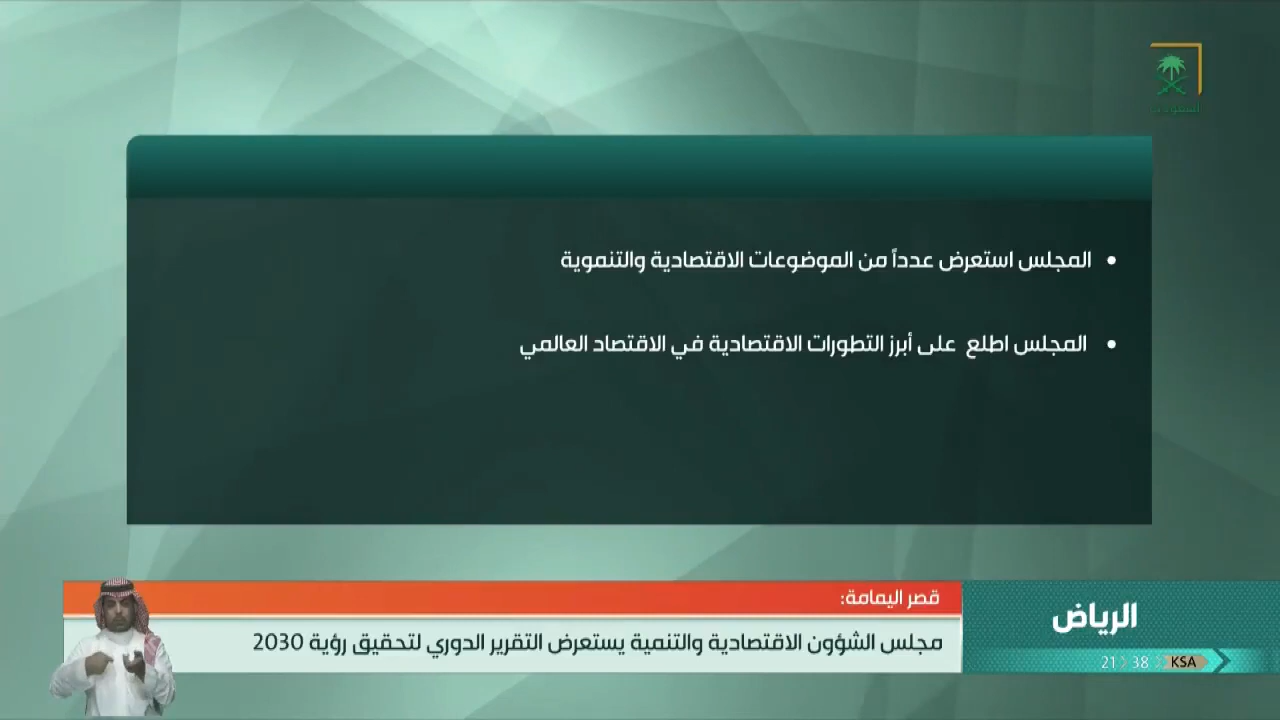 السعودية
• المجلس استعرض عدداً من الموضوعات الاقتصادية والتنموية
• المجلس اطلع على أبرز التطورات الاقتصادية في الاقتصاد العالمي
قصر اليمامة:
مجلس الشؤون الاقتصادية والتنمية يستعرض التقرير الدوري لتحقيق رؤية 2030
الرياض
21 38 KSA